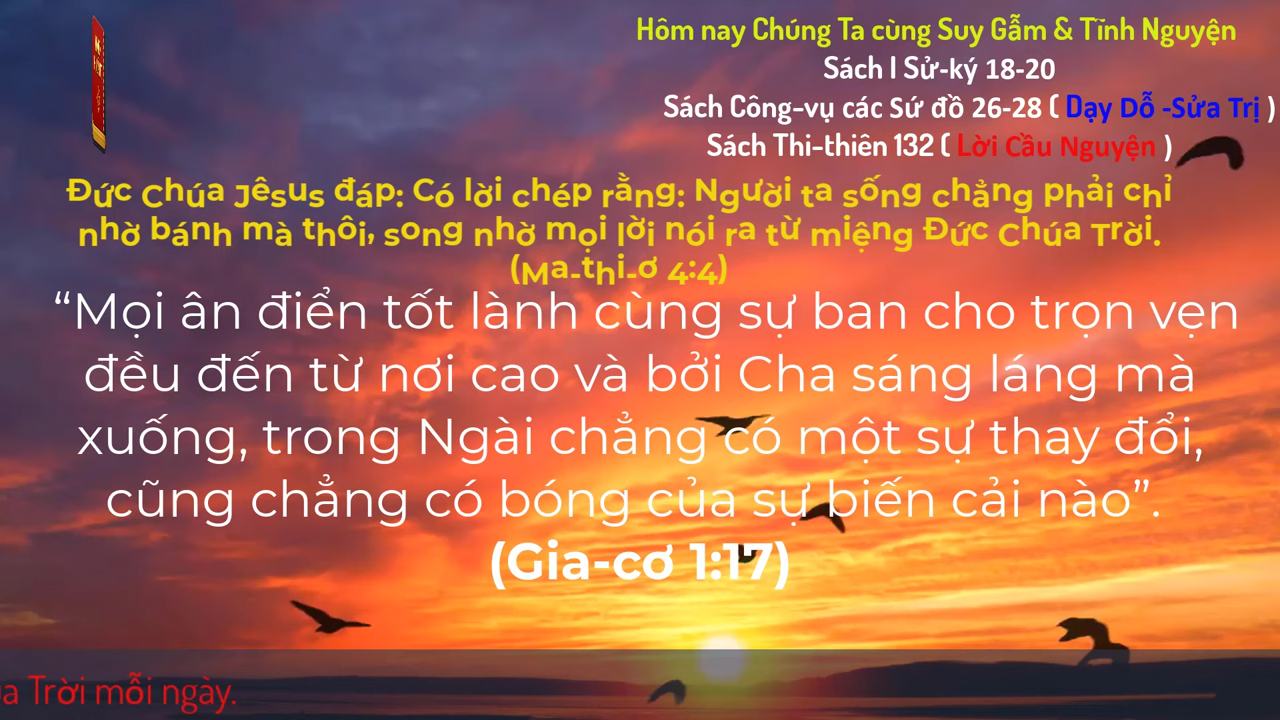 Hôm nay Chúng Ta cùng Suy Gẫm & Tĩnh Nguyện
Sách I Sử-ký 18-20
Sách Công-vụ các Sứ đồ 26-28 ( Dạy Dỗ -Sửa Trị )
Sách Thi-thiên 132 ( Lời Cầu Nguyện )
Đức Chúa Jêsus đáp: Có lời chép rằng: Người ta sống chẳng phải chỉ
nhờ bánh mà thôi, song nhờ mọi lời nói ra từ miệng Đức Chúa Trời.
(Ma-thi-ơ 4:4)
“Mọi ân điển tốt lành cùng sự ban cho trọn vẹn
đều đến từ nơi cao và bởi Cha sáng láng mà
xuống, trong Ngài chẳng có một sự thay đổi,
cũng chẳng có bóng của sự biến cải nào”.
(Gia-cơ 1:17)
Trời mỗi ngày.